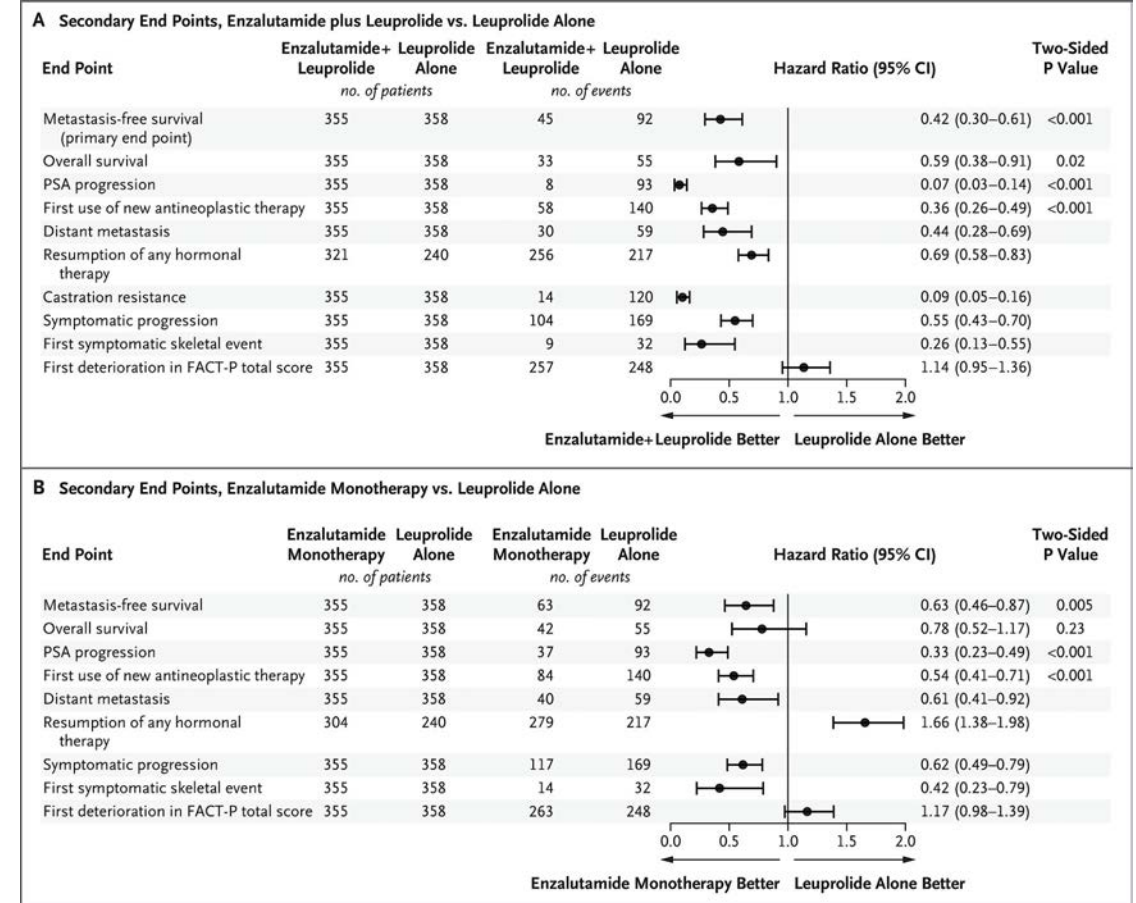 A Secondary End Points, Enzalutamide plus Leuprolide vs. Leuprolide Alone
Enzalutamide+ Leuprolide Enzalutamide+ Leuprolide Two-Sided
End Point Leuprolide Alone Leuprolide Alone Hazard Ratio (95% CI) P Value
no. of patients no. of events
Metastasis-free survival 355 358 45 92 0.42 (0.30–0.61) <0.001
(primary end point)
Overall survival 355 358 33 55 0.59 (0.38–0.91) 0.02
PSA progression 355 358 8 93 0.07 (0.03–0.14) <0.001
First use of new antineoplastic therapy 355 358 58 140 0.36 (0.26–0.49) <0.001
Distant metastasis 355 358 30 59 0.44 (0.28–0.69)
Resumption of any hormonal 321 240 256 217 0.69 (0.58–0.83)
therapy
Castration resistance 355 358 14 120 0.09 (0.05–0.16)
Symptomatic progression 355 358 104 169 0.55 (0.43–0.70)
First symptomatic skeletal event 355 358 9 32 0.26 (0.13–0.55)
First deterioration in FACT-P total score 355 358 257 248 1.14 (0.95–1.36)
0.0 0.5 1.0 1.5 2.0
Enzalutamide+Leuprolide Better Leuprolide Alone Better
B Secondary End Points, Enzalutamide Monotherapy vs. Leuprolide Alone
Enzalutamide Leuprolide Enzalutamide Leuprolide Two-Sided
End Point Monotherapy Alone Monotherapy Alone Hazard Ratio (95% CI) P Value
no. of patients no. of events
Metastasis-free survival 355 358 63 92 0.63 (0.46–0.87) 0.005
Overall survival 355 358 42 55 0.78 (0.52–1.17) 0.23
PSA progression 355 358 37 93 0.33 (0.23–0.49) <0.001
First use of new antineoplastic therapy 355 358 84 140 0.54 (0.41–0.71) <0.001
Distant metastasis 355 358 40 59 0.61 (0.41–0.92)
Resumption of any hormonal 304 240 279 217 1.66 (1.38–1.98)
therapy
Symptomatic progression 355 358 117 169 0.62 (0.49–0.79)
First symptomatic skeletal event 355 358 14 32 0.42 (0.23–0.79)
First deterioration in FACT-P total score 355 358 263 248 1.17 (0.98–1.39)
0.0 0.5 1.0 1.5 2.0
Enzalutamide Monotherapy Better Leuprolide Alone Better